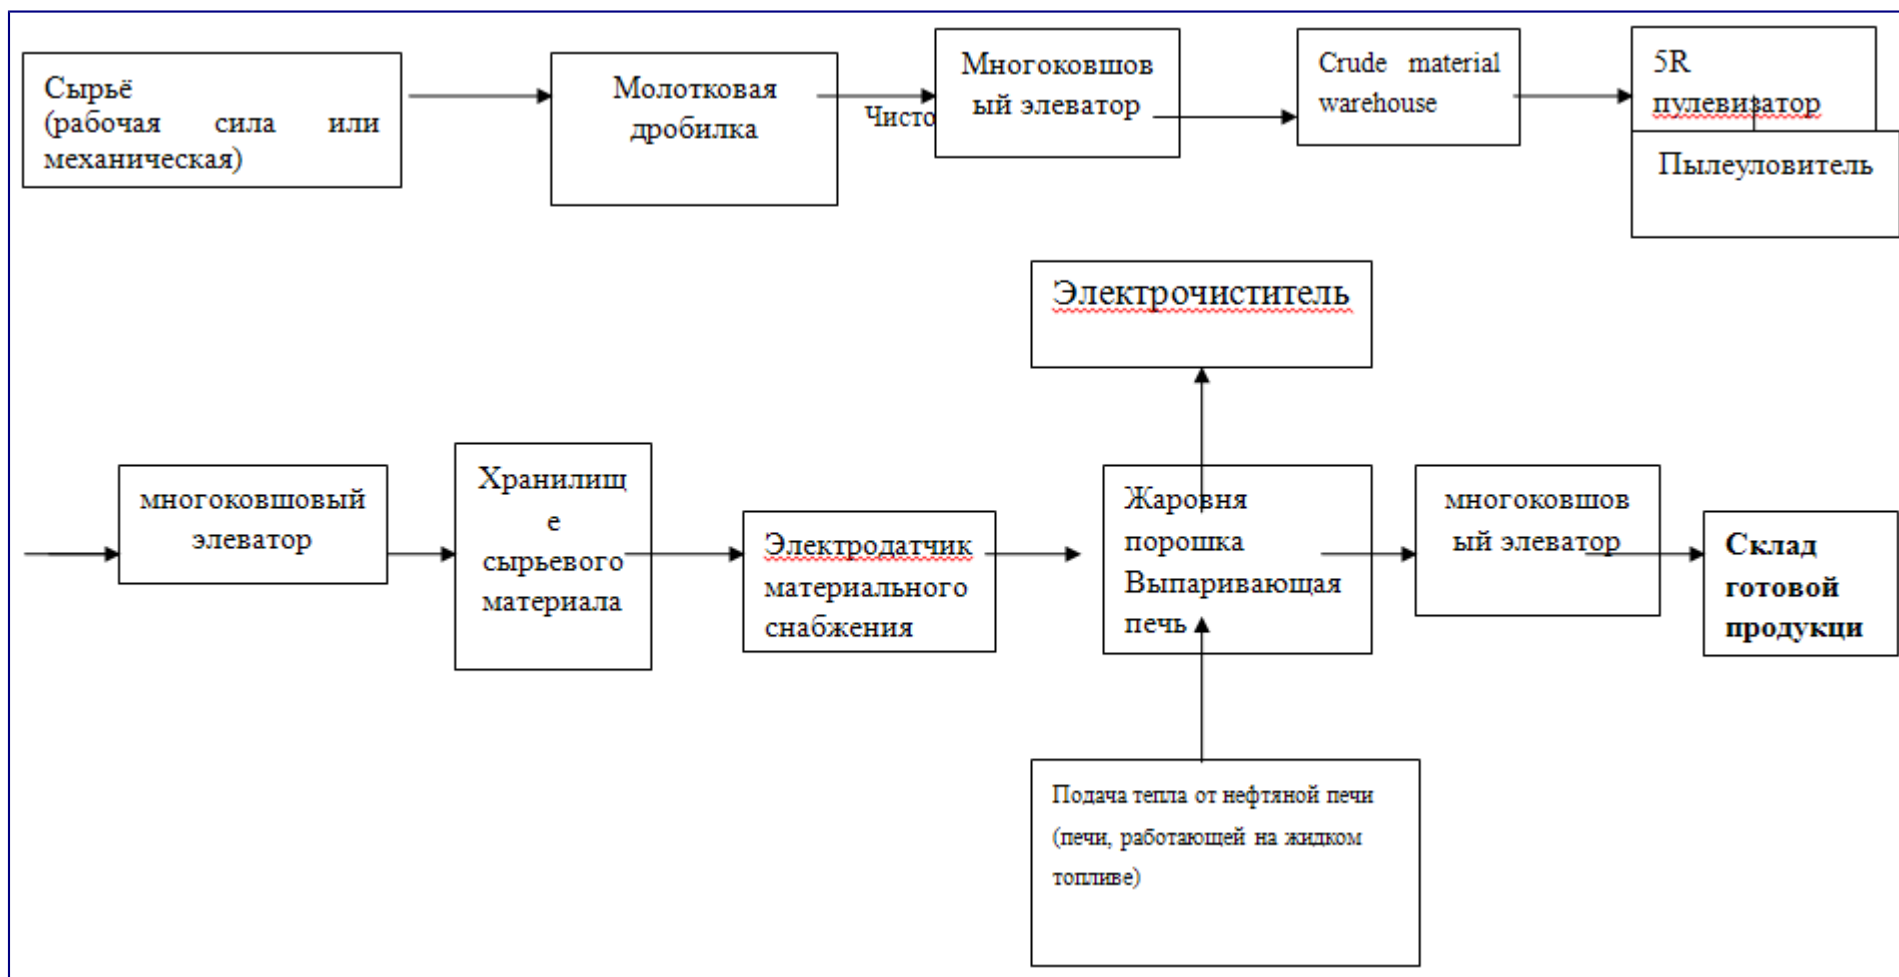 Сырьё
(рабочая сила или
механическая)
Молотковая
дробилка
Чисто
Многоковшов
ый элеватор
Crude material
warehouse
5R
пулевизатор
Пылеуловитель
Электрочиститель
многоковшовый
элеватор
Хранилищ
е
сырьевого
материала
Электродатчик
материального
снабжения
Жаровня
порошка
Выпаривающая
печь
многоковшов
ый элеватор
Склад
готовой
продукци
Подача тепла от нефтяной печи
(печи, работающей на жидком
топливе)